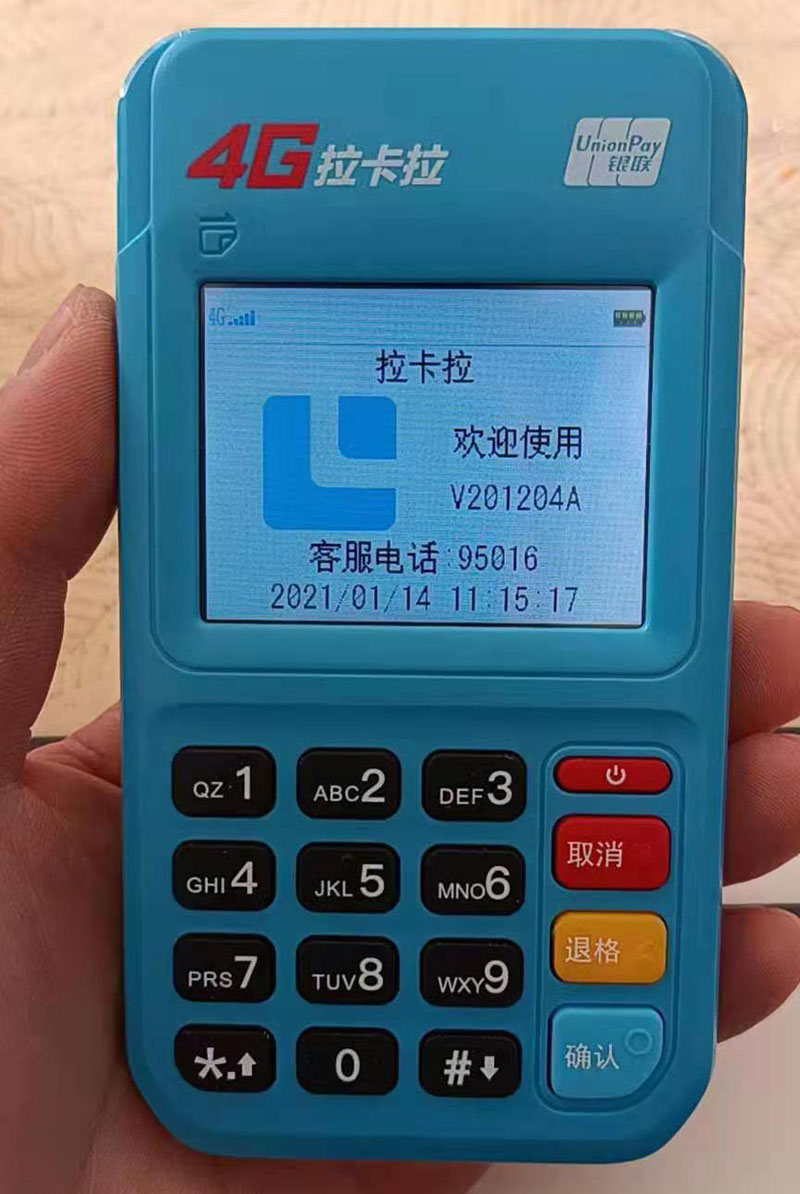 4G拉卡拉
UnionPay
银联
4G
拉卡拉
欢迎使用
V201204A
客服电话:95016
2021/01/14 11:15:17
QZ 1
ABC 2
DEF 3
取消
GHI 4
JKL 5
MNO 6
退格
PRS 7
TUV 8
WXY 9
确认
*.⬆
0
#⬇